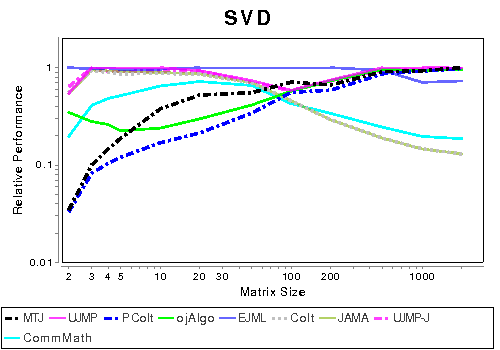 SVD
Relative Performance
1
0.1
0.01
2 3 4 5 10 20 30 100 200 1000
Matrix Size
MTJ UJMP PColt ojAlgo EJML Colt JAMA UJMP-J
CommMath